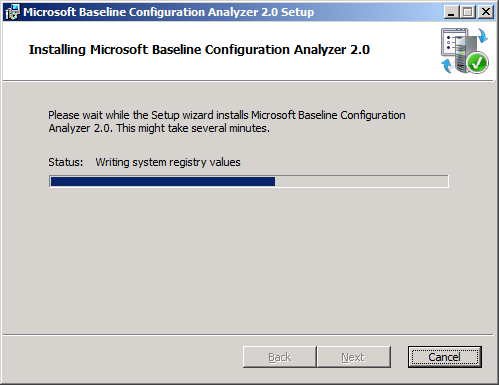 Microsoft Baseline Configuration Analyzer 2.0 Setup
Installing Microsoft Baseline Configuration Analyzer 2.0
Please wait while the Setup wizard installs Microsoft Baseline Configuration
Analyzer 2.0. This might take several minutes.
Status: Writing system registry values
Back Next Cancel